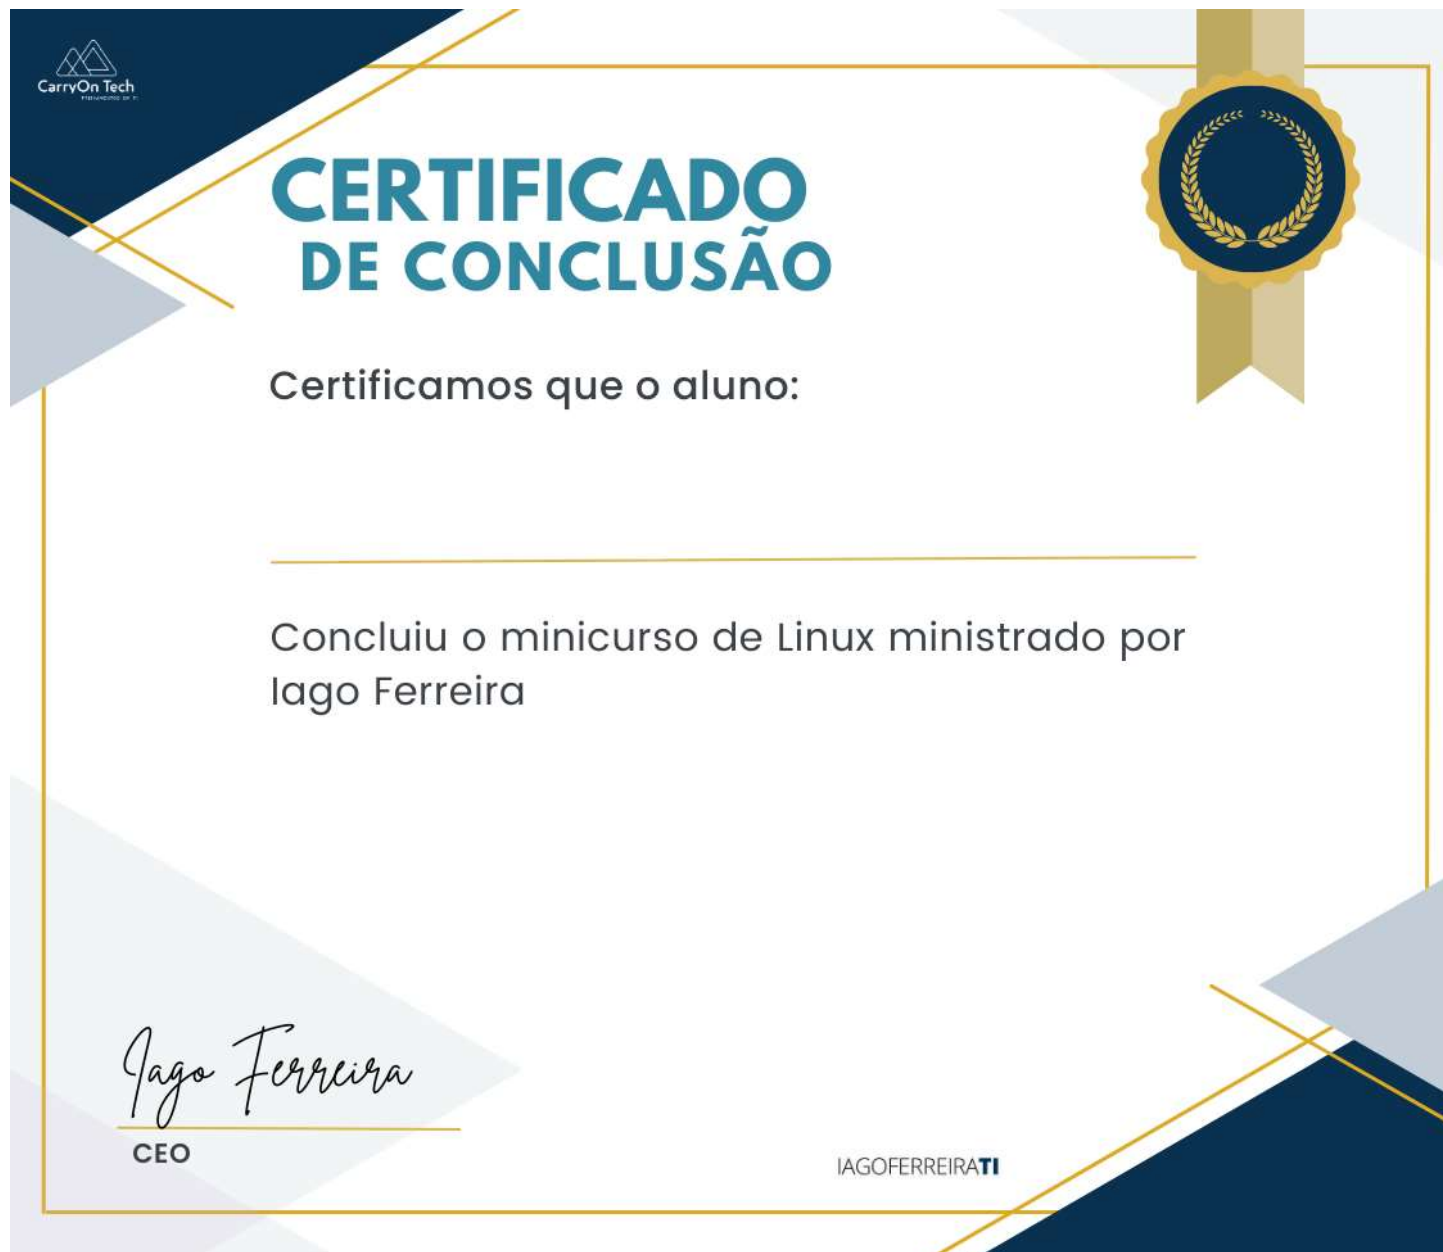 CarryOn Tech
CERTIFICADO
DE CONCLUSÃO
Certificamos que o aluno:
Concluiu o minicurso de Linux ministrado por
Iago Ferreira
Iago Ferreira
CEO
IAGOFERREIRATI